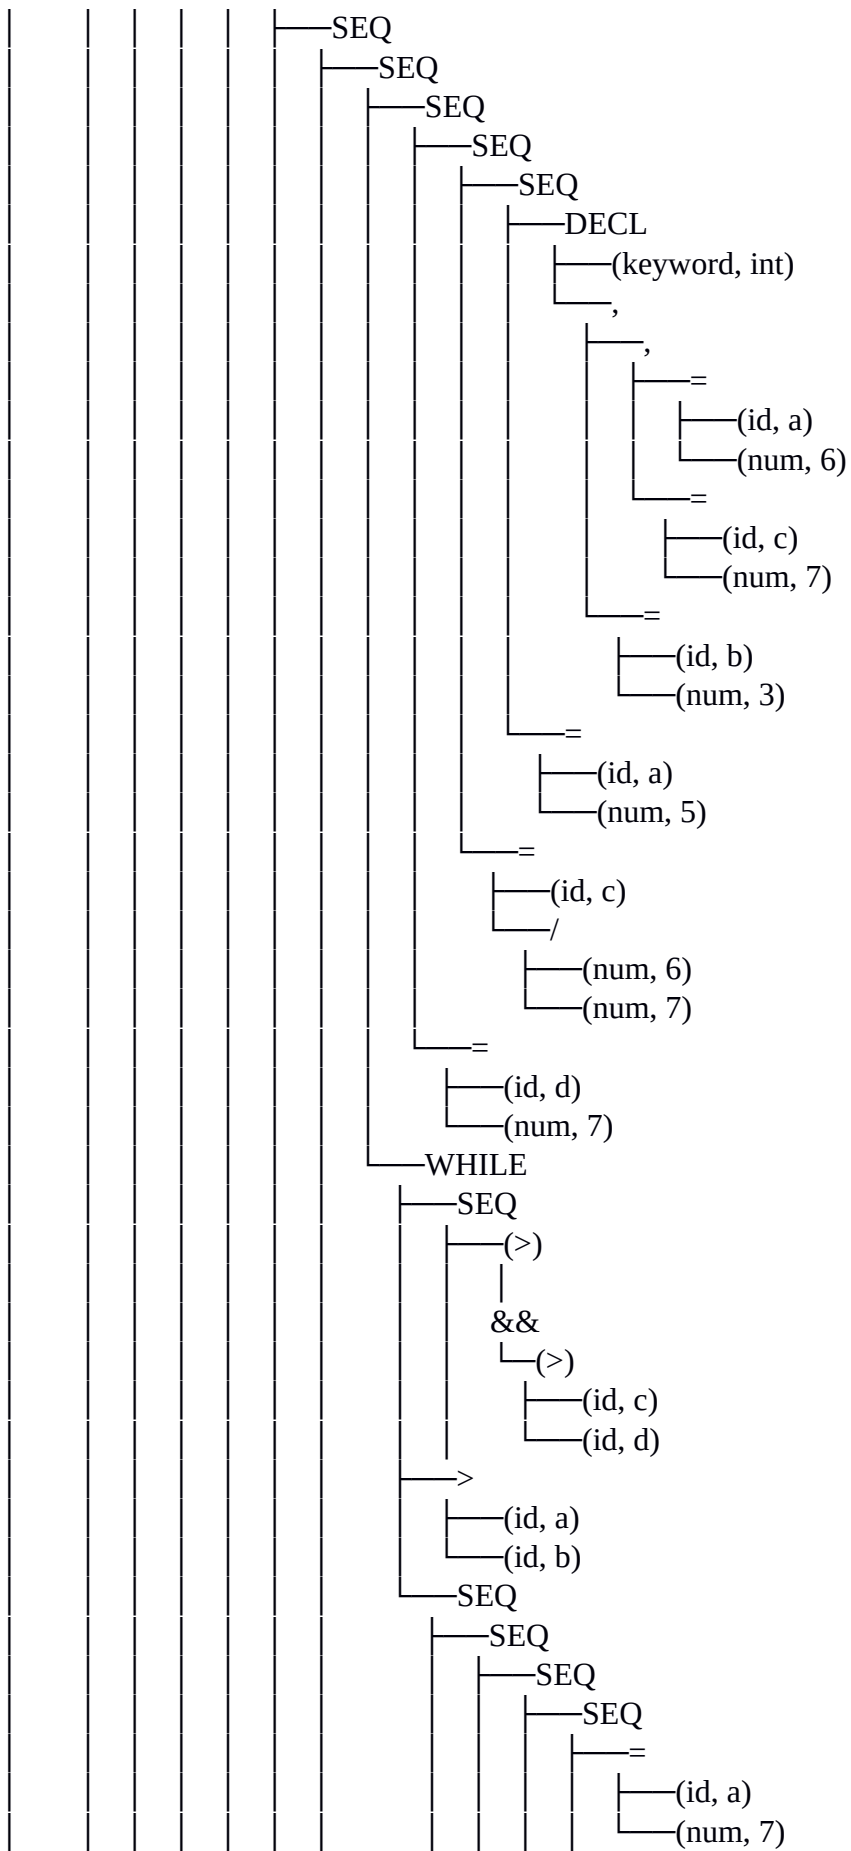 SEQ
SEQ
SEQ
SEQ
SEQ
DECL
(keyword, int)
,
,
=
(id, a)
(num, 6)
=
(id, c)
(num, 7)
=
(id, b)
(num, 3)
=
(id, a)
(num, 5)
=
(id, c)
/
(num, 6)
(num, 7)
=
(id, d)
(num, 7)
WHILE
SEQ
(>)
&&
(>)
(id, c)
(id, d)
>
(id, a)
(id, b)
SEQ
SEQ
SEQ
SEQ
=
(id, a)
(num, 7)